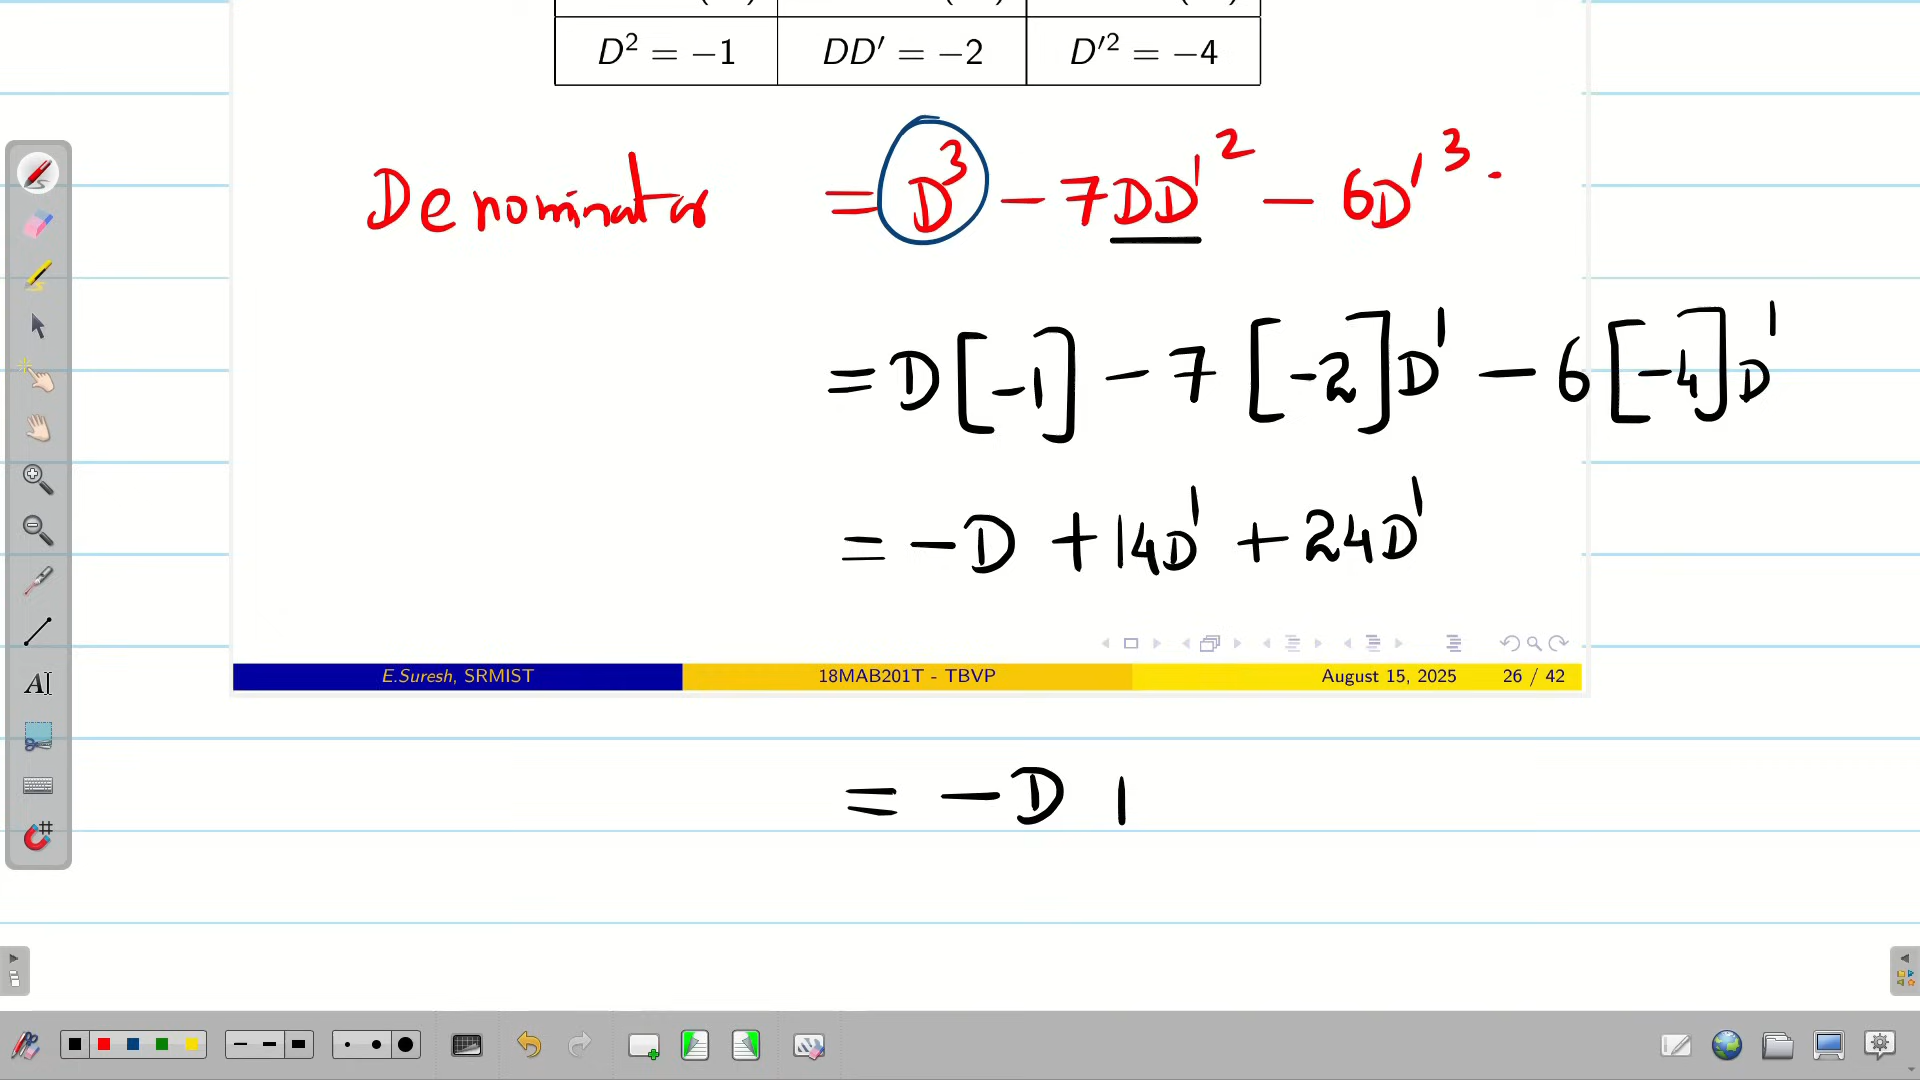 D² = −1 DD′ = −2 D′² = −4
Denominator = D³ − 7DD′² − 6D′³.
= D[-1] − 7[-2]D′ − 6[-4]D′
= −D + 14D′ + 24D′
E.Suresh, SRMIST 18MAB201T - TBVP August 15, 2025 26 / 42
= −D